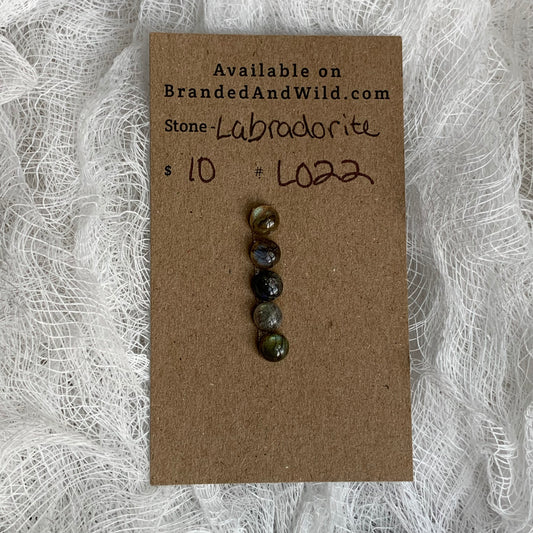 Available on
BrandedAndWild.com
Stone - Labradorite
$ 10 # L022